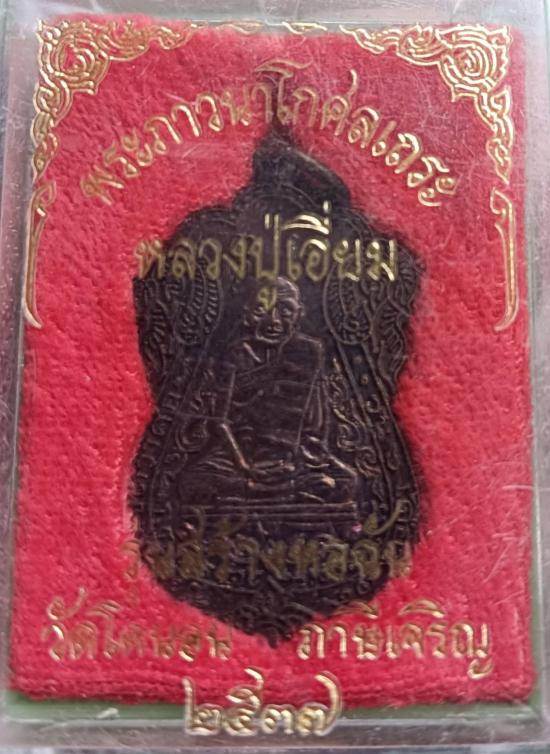 พระภาวนาโกศลเถระ
หลวงปู่เอี่ยม
รุ่นสร้างหอฉัน
วัดโคนอน ภาษีเจริญ
๒๕๓๗